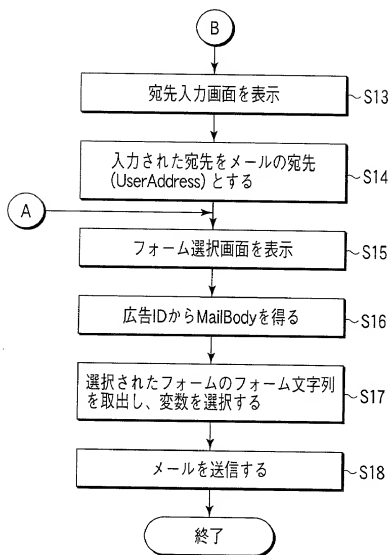 B
宛先入力画面を表示
S13
入力された宛先をメールの宛先
(UserAddress)とする
S14
A
フォーム選択画面を表示
S15
広告IDからMailBodyを得る
S16
選択されたフォームのフォーム文字列
を取出し、変数を選択する
S17
メールを送信する
S18
終了